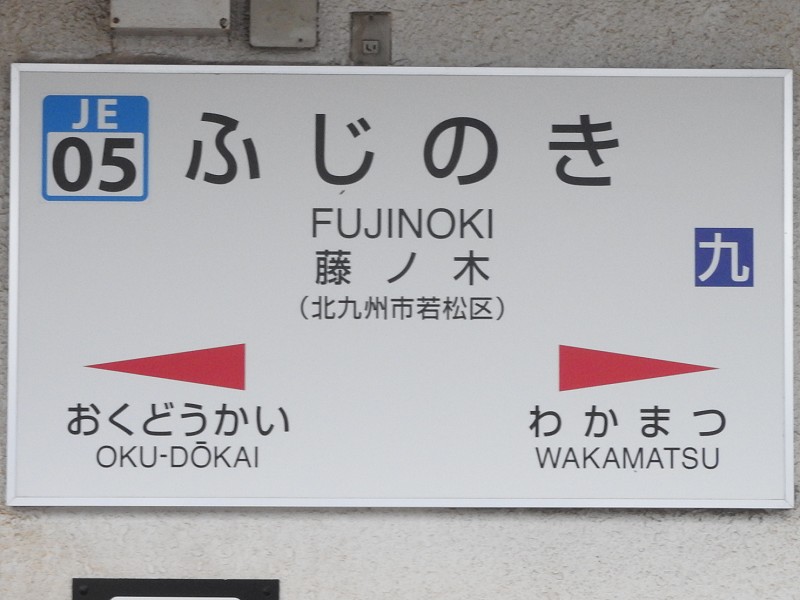 JE
05
ふじのき
FUJINOKI
藤ノ木
（北九州市若松区）
九
おくどうかい
OKU-DŌKAI
わかまつ
WAKAMATSU